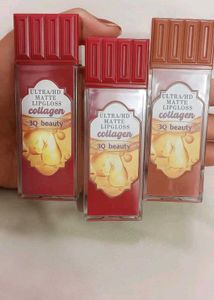 ULTRA/HD
MATTE
LIPGLOSS
collagen
3Q beauty
ULTRA/HD
MATTE
LIPGLOSS
collagen
3Q beauty
ULTRA/HD
MATTE
LIPGLOSS
collagen
3Q beauty